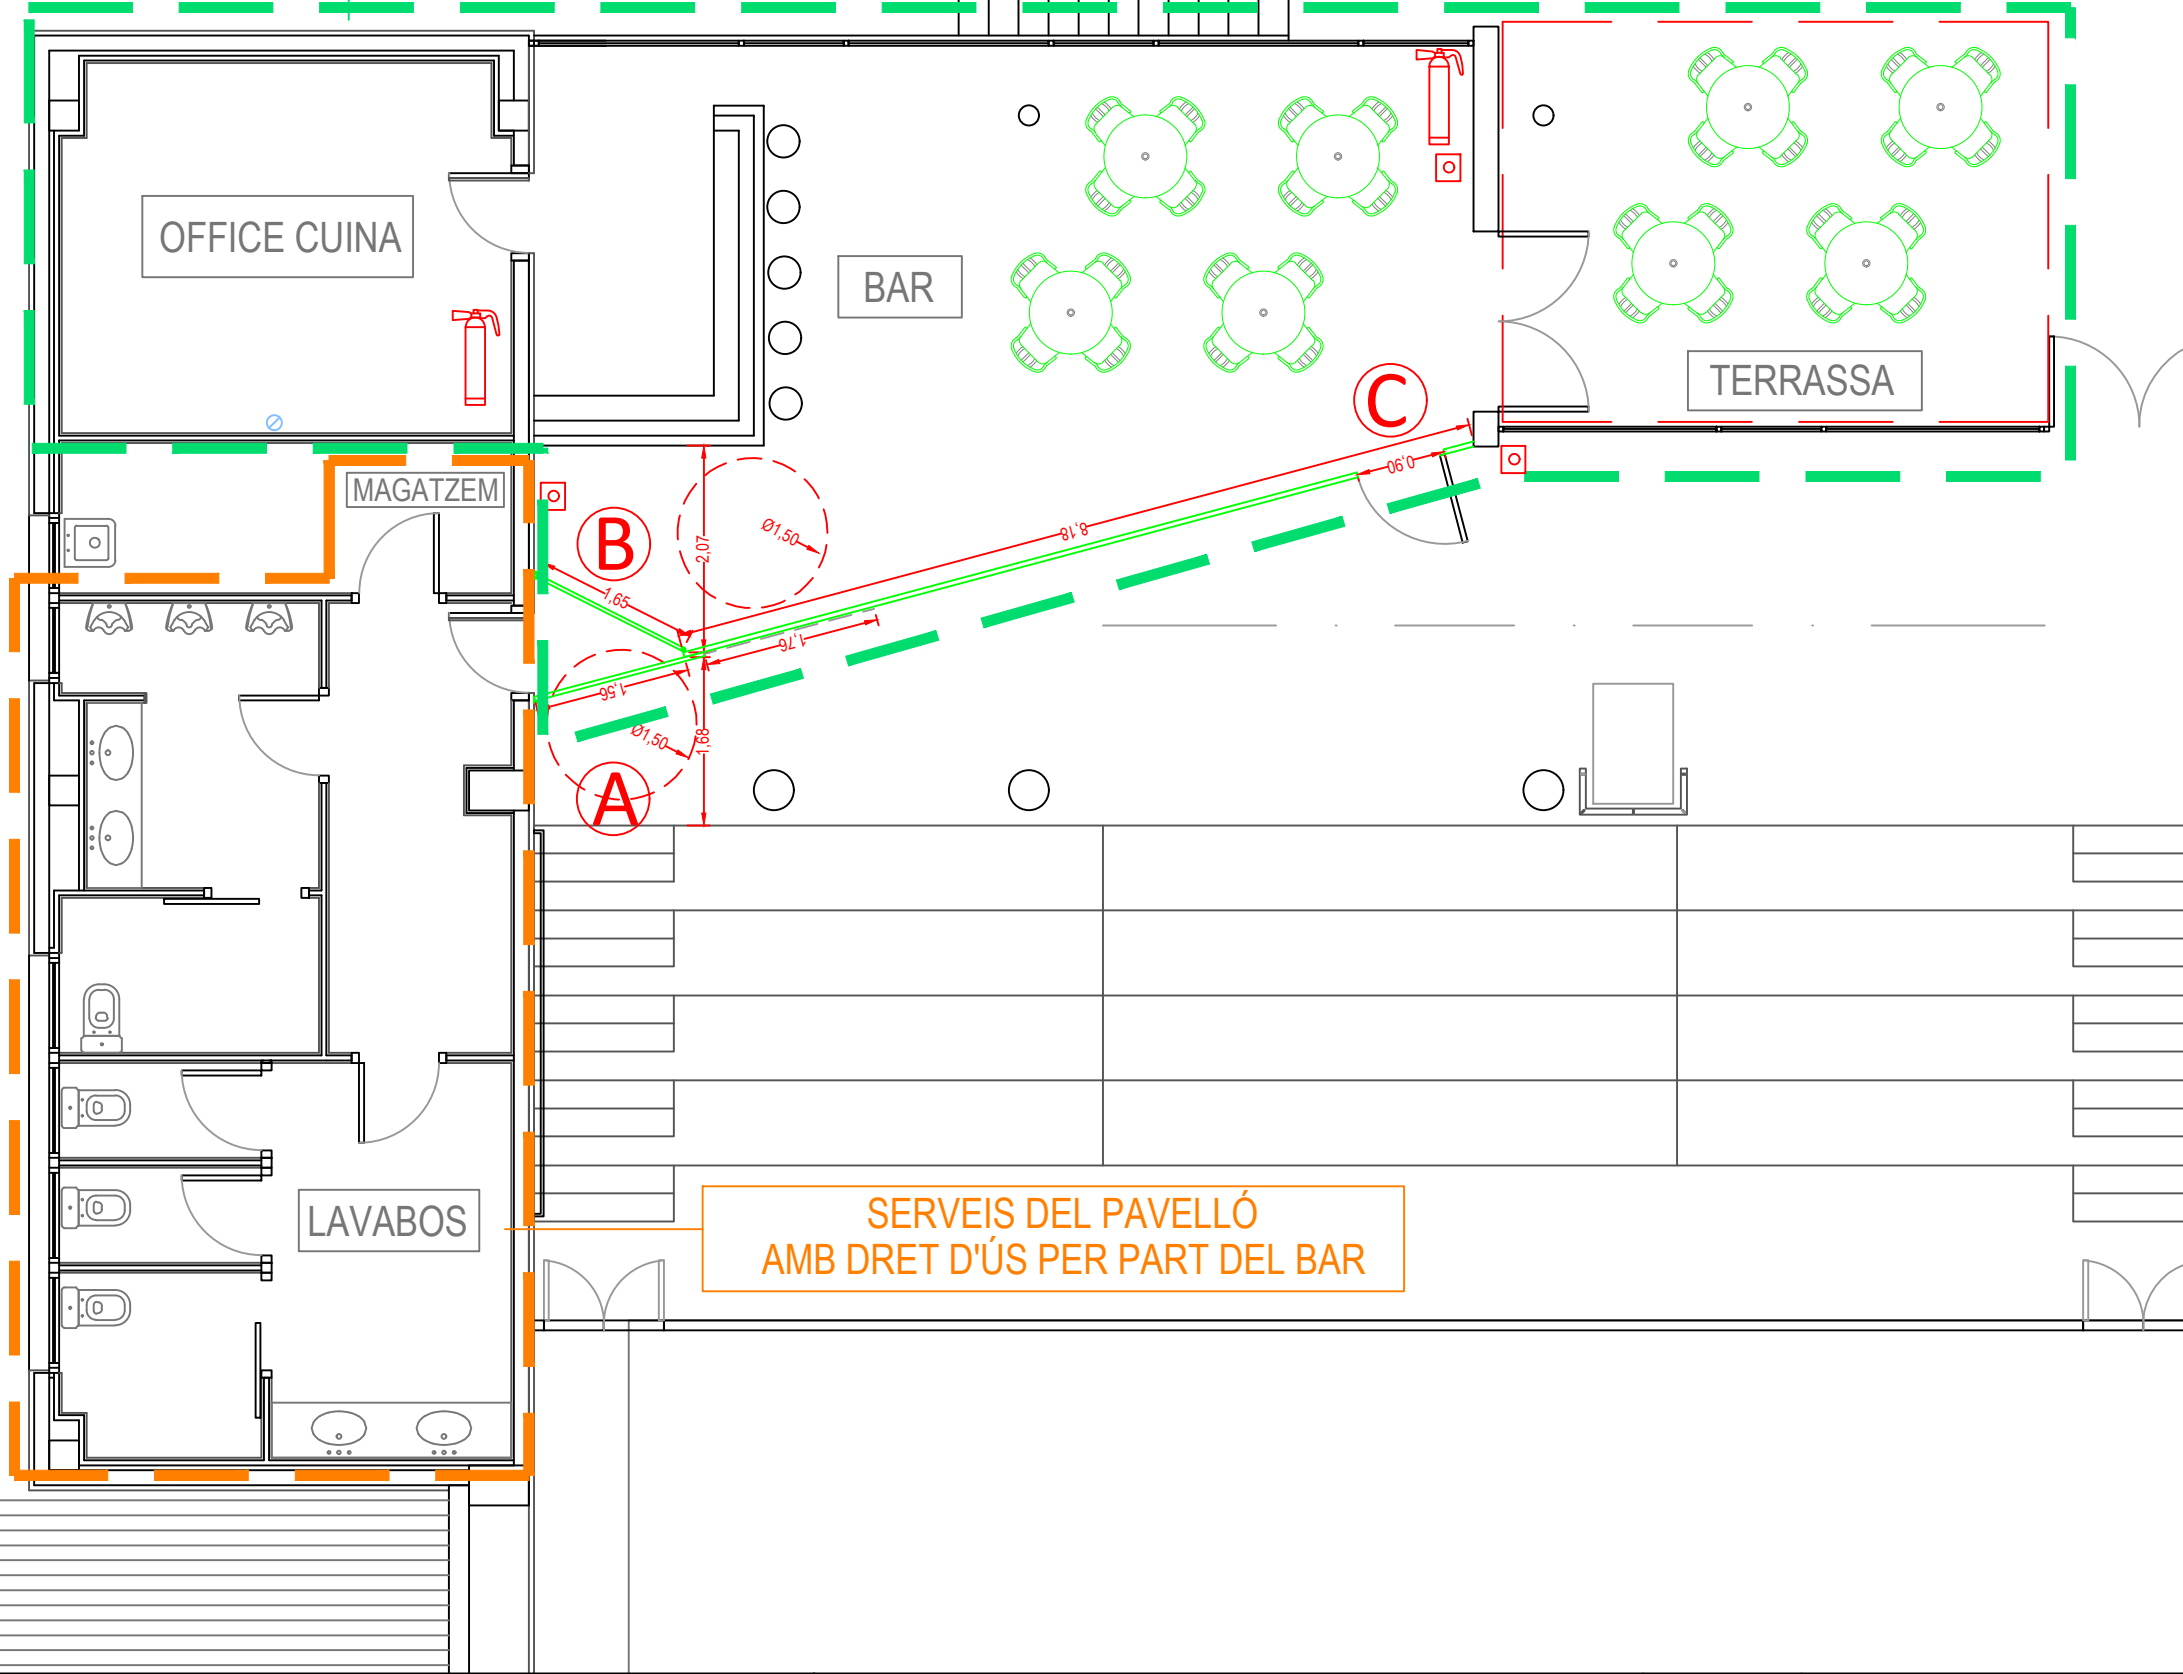 OFFICE CUINA
BAR
TERRASSA
C
MAGATZEM
0,90
B
Ø1,50
2,07
8,18
1,65
1,76
1,56
Ø1,50
1,68
A
LAVABOS
SERVEIS DEL PAVELLÓ
AMB DRET D'ÚS PER PART DEL BAR